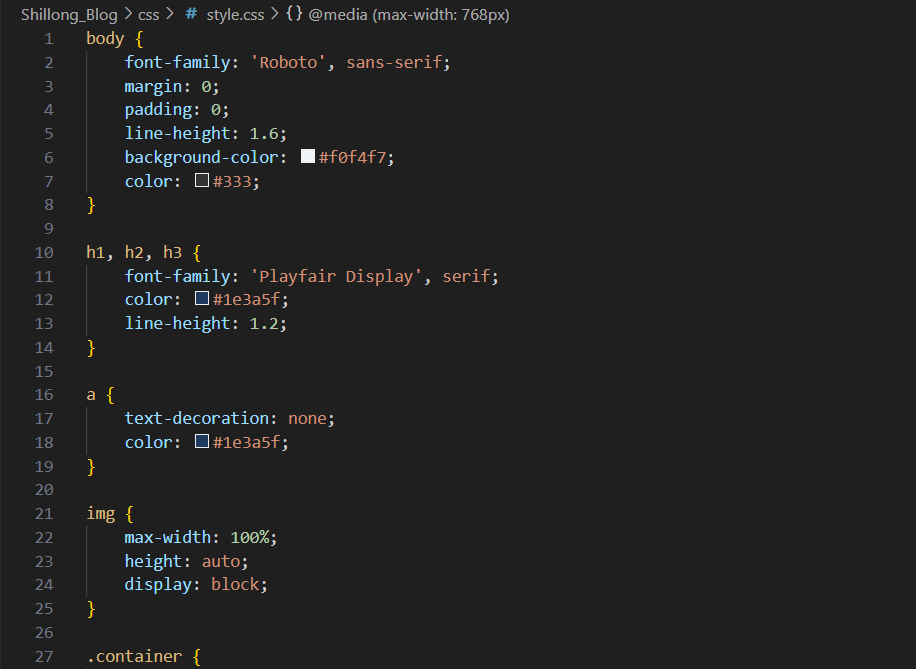 Shillong_Blog > css > # style.css > {} @media (max-width: 768px)
1 body {
2     font-family: 'Roboto', sans-serif;
3     margin: 0;
4     padding: 0;
5     line-height: 1.6;
6     background-color: #f0f4f7;
7     color: #333;
8 }
9
10 h1, h2, h3 {
11     font-family: 'Playfair Display', serif;
12     color: #1e3a5f;
13     line-height: 1.2;
14 }
15
16 a {
17     text-decoration: none;
18     color: #1e3a5f;
19 }
20
21 img {
22     max-width: 100%;
23     height: auto;
24     display: block;
25 }
26
27 .container {